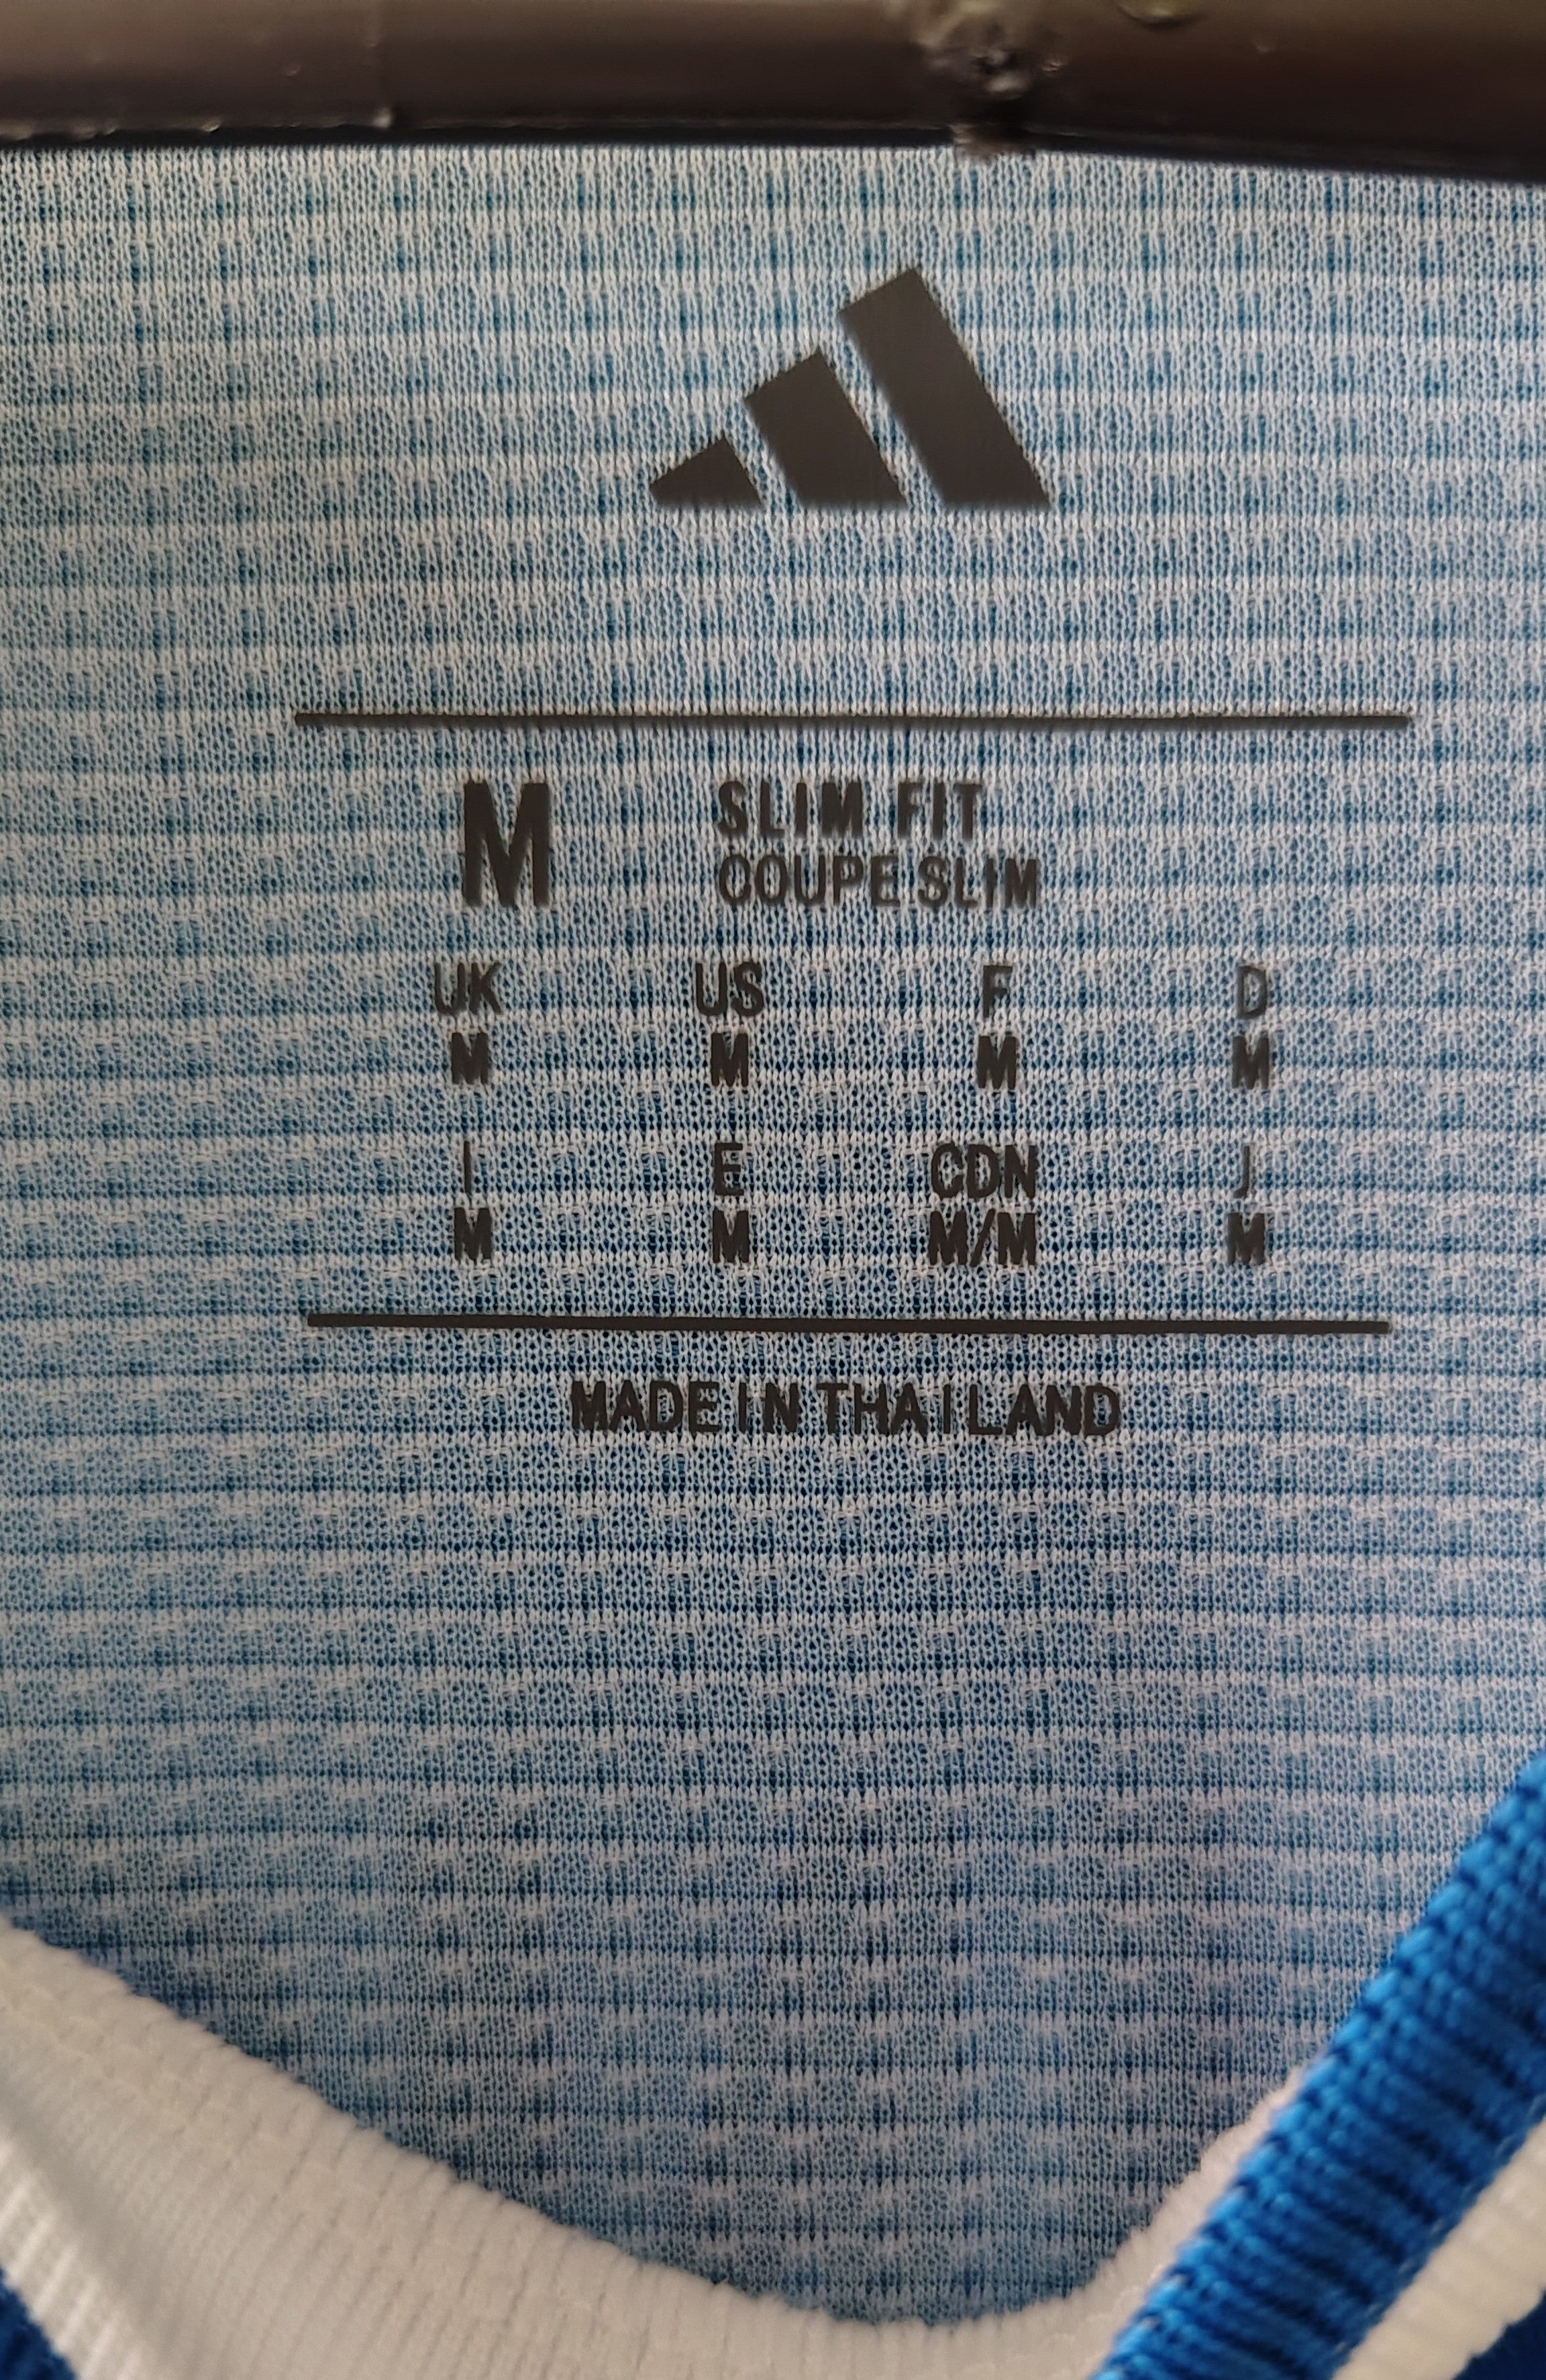 M SLIM FIT
COUPE SLIM
UK US F D
M M M M
I E CDN J
M M M/M M
MADE IN THAILAND